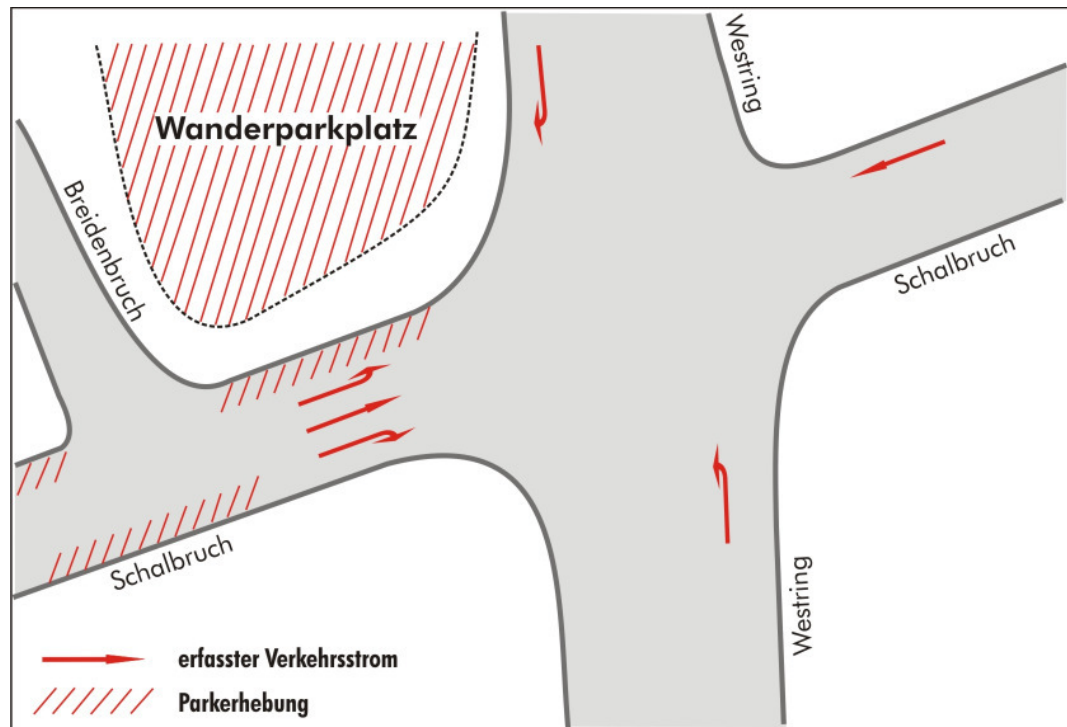 Westring
Wanderparkplatz
Breidenbruch
Schalbruch
Schalbruch
Westring
erfasster Verkehrsstrom
Parkerhebung